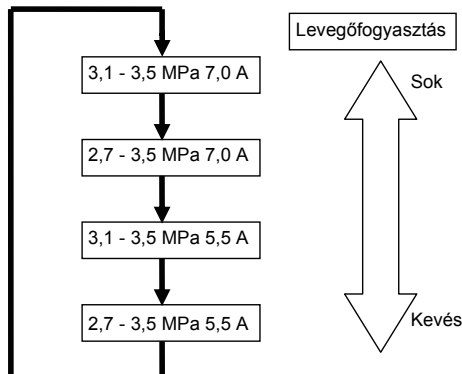 Levegőfogyasztás
3,1 - 3,5 MPa 7,0 A
Sok
2,7 - 3,5 MPa 7,0 A
3,1 - 3,5 MPa 5,5 A
2,7 - 3,5 MPa 5,5 A
Kevés